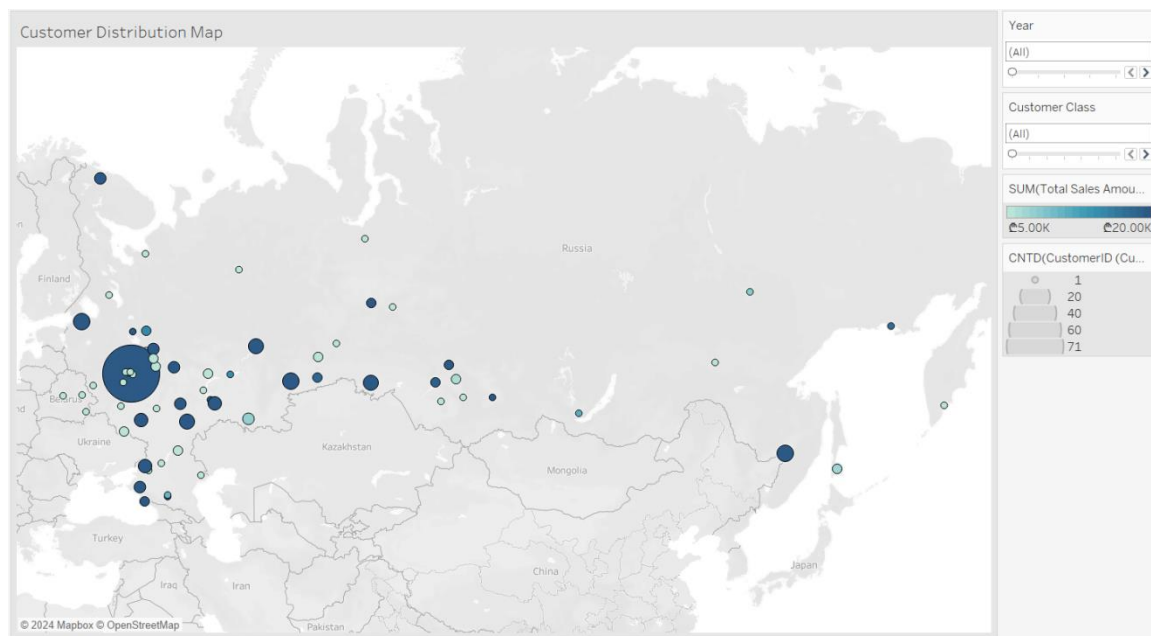 Customer Distribution Map
Finland
Russia
Belarus
Ukraine
Kazakhstan
Mongolia
Turkey
Iraq
Iran
China
Japan
Pakistan
© 2024 Mapbox © OpenStreetMap
Year
(All)
Customer Class
(All)
SUM(Total Sales Amou...
₾5.00K ₾20.00K
CNTD(CustomerID (Cu...
1
20
40
60
71